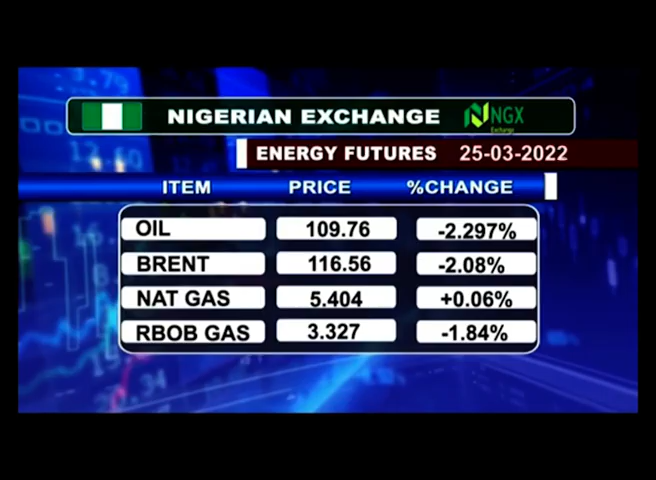 NIGERIAN EXCHANGE NGX
Exchange
ENERGY FUTURES 25-03-2022
ITEM PRICE %CHANGE
OIL 109.76 -2.297%
BRENT 116.56 -2.08%
NAT GAS 5.404 +0.06%
RBOB GAS 3.327 -1.84%